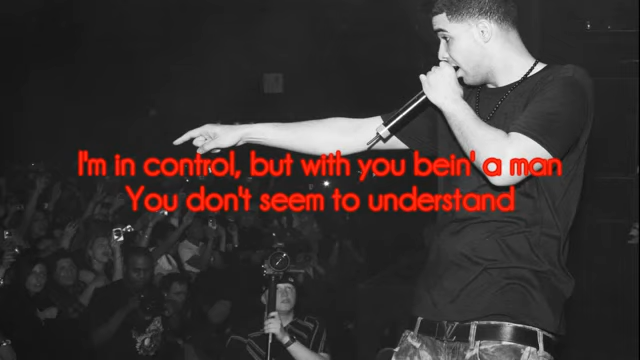 I'm in control, but with you bein' a man
You don't seem to understand